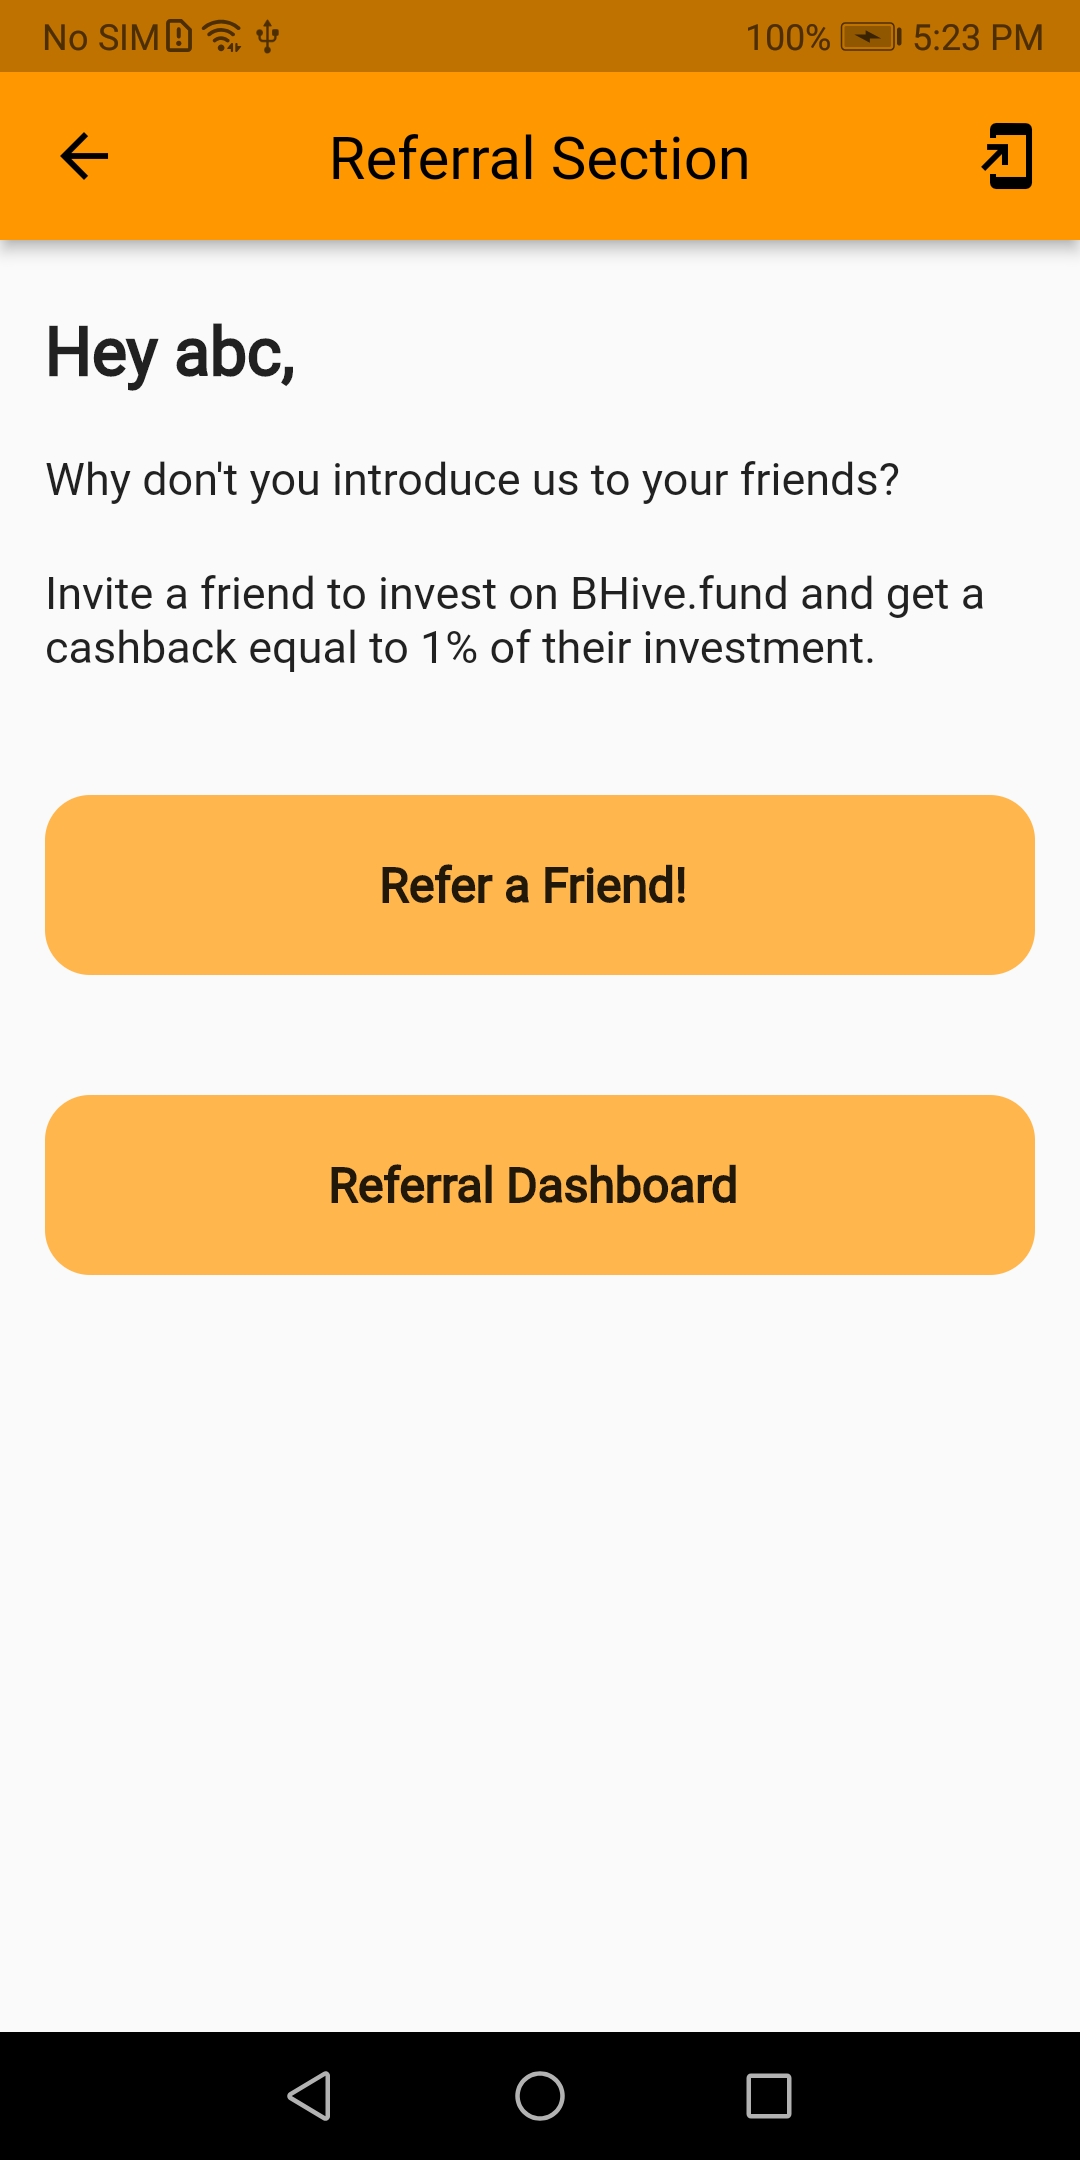 No SIM 100% 5:23 PM
Referral Section
Hey abc,
Why don't you introduce us to your friends?
Invite a friend to invest on BHive.fund and get a
cashback equal to 1% of their investment.
Refer a Friend!
Referral Dashboard